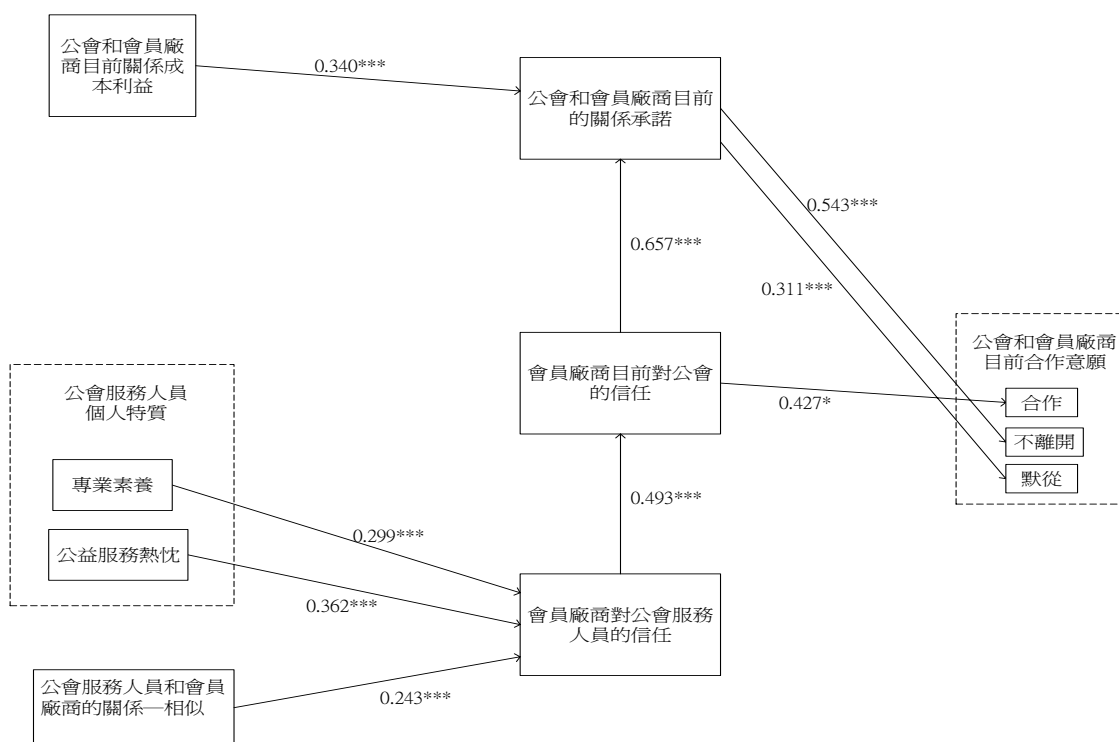 公會和會員廠
商目前關係成
本利益
0.340***
公會和會員廠商目前
的關係承諾
0.543***
0.657***
0.311***
公會和會員廠商
目前合作意願
合作
不離開
默從
會員廠商目前對公會
的信任
0.427*
公會服務人員
個人特質
專業素養
公益服務熱忱
0.493***
0.299***
0.362***
會員廠商對公會服務
人員的信任
公會服務人員和會員
廠商的關係—相似
0.243***